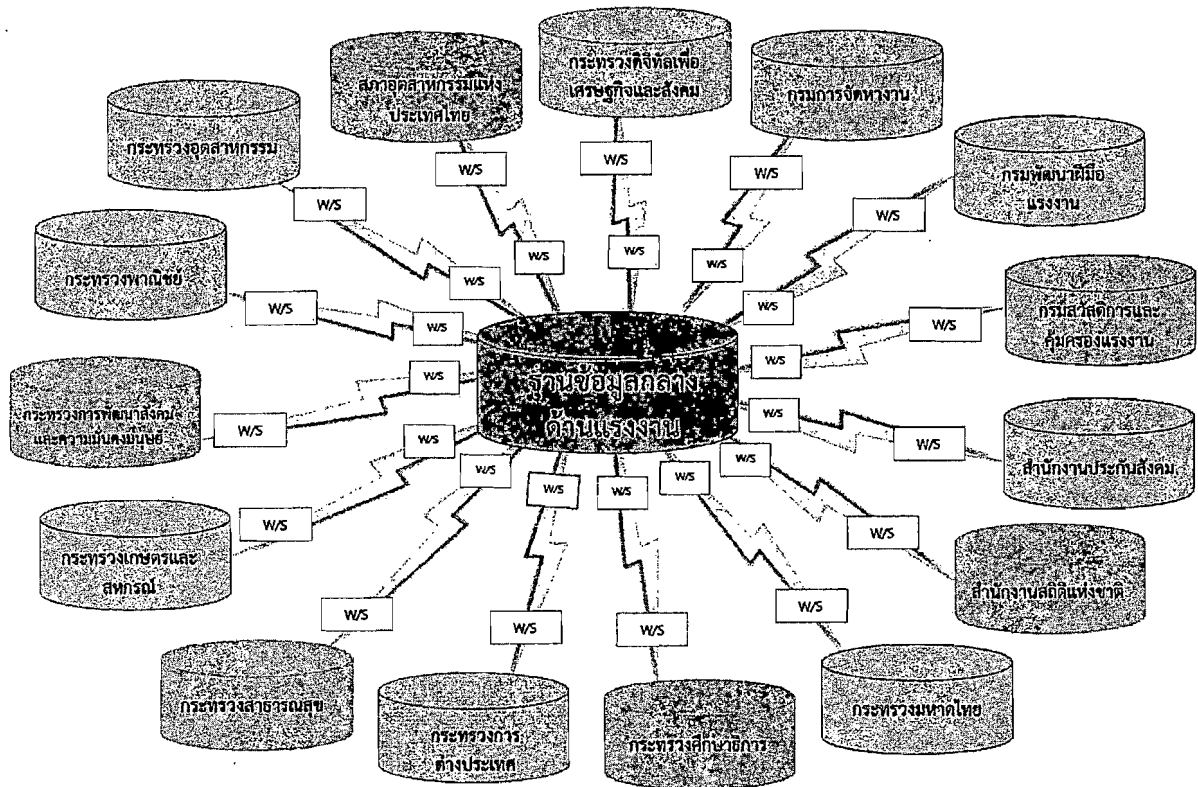 กระทรวงดิจิทัลเพื่อ
เศรษฐกิจและสังคม
สภาอุตสาหกรรมแห่ง
ประเทศไทย
กรมการจัดหางาน
กระทรวงอุตสาหกรรม
กรมพัฒนาฝีมือ
แรงงาน
W/S
W/S
W/S
W/S
W/S
W/S
กระทรวงพาณิชย์
W/S
W/S
W/S
W/S
W/S
กรมสวัสดิการและ
คุ้มครองแรงงาน
W/S
W/S
W/S
W/S
ฐานข้อมูลกลาง
ด้านแรงงาน
กระทรวงการพัฒนาสังคม
และความมั่นคงมนุษย์
W/S
W/S
W/S
W/S
W/S
สำนักงานประกันสังคม
W/S
W/S
W/S
W/S
W/S
W/S
กระทรวงเกษตรและ
สหกรณ์
W/S
W/S
สำนักงานสถิติแห่งชาติ
W/S
W/S
W/S
W/S
กระทรวงสาธารณสุข
กระทรวงการ
ต่างประเทศ
กระทรวงศึกษาธิการ
กระทรวงมหาดไทย